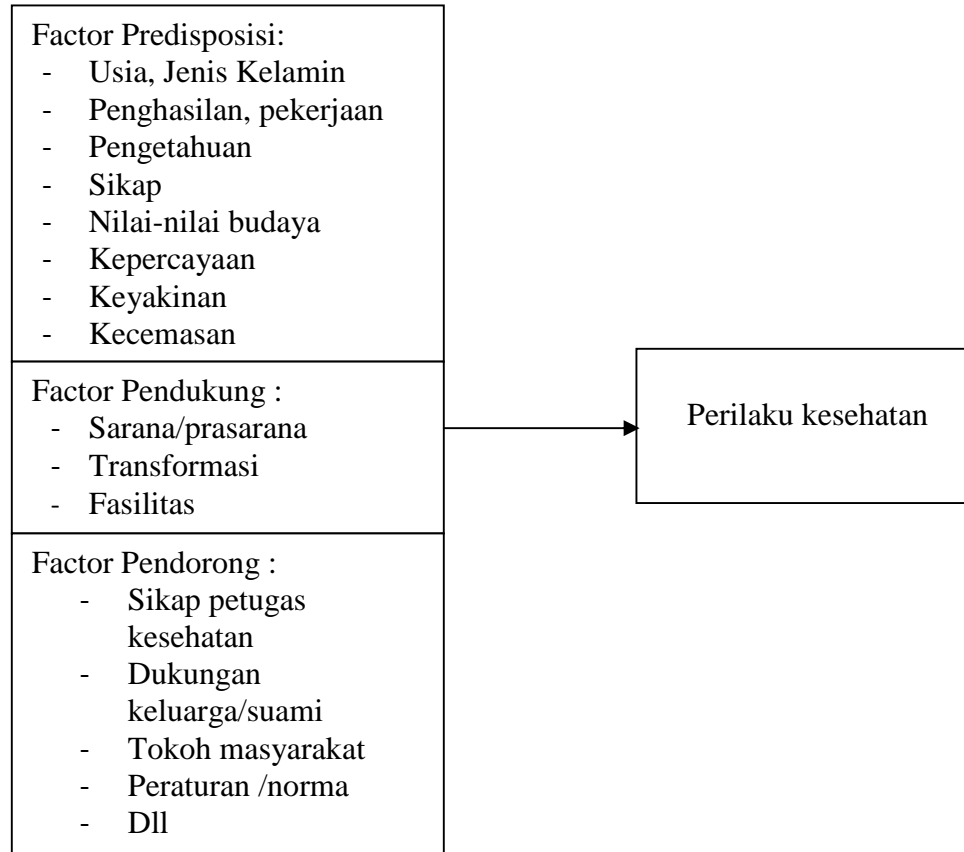 Factor Predisposisi:
- Usia, Jenis Kelamin
- Penghasilan, pekerjaan
- Pengetahuan
- Sikap
- Nilai-nilai budaya
- Kepercayaan
- Keyakinan
- Kecemasan
Factor Pendukung :
- Sarana/prasarana
- Transformasi
- Fasilitas
Factor Pendorong :
- Sikap petugas
kesehatan
- Dukungan
keluarga/suami
- Tokoh masyarakat
- Peraturan /norma
- Dll
Perilaku kesehatan